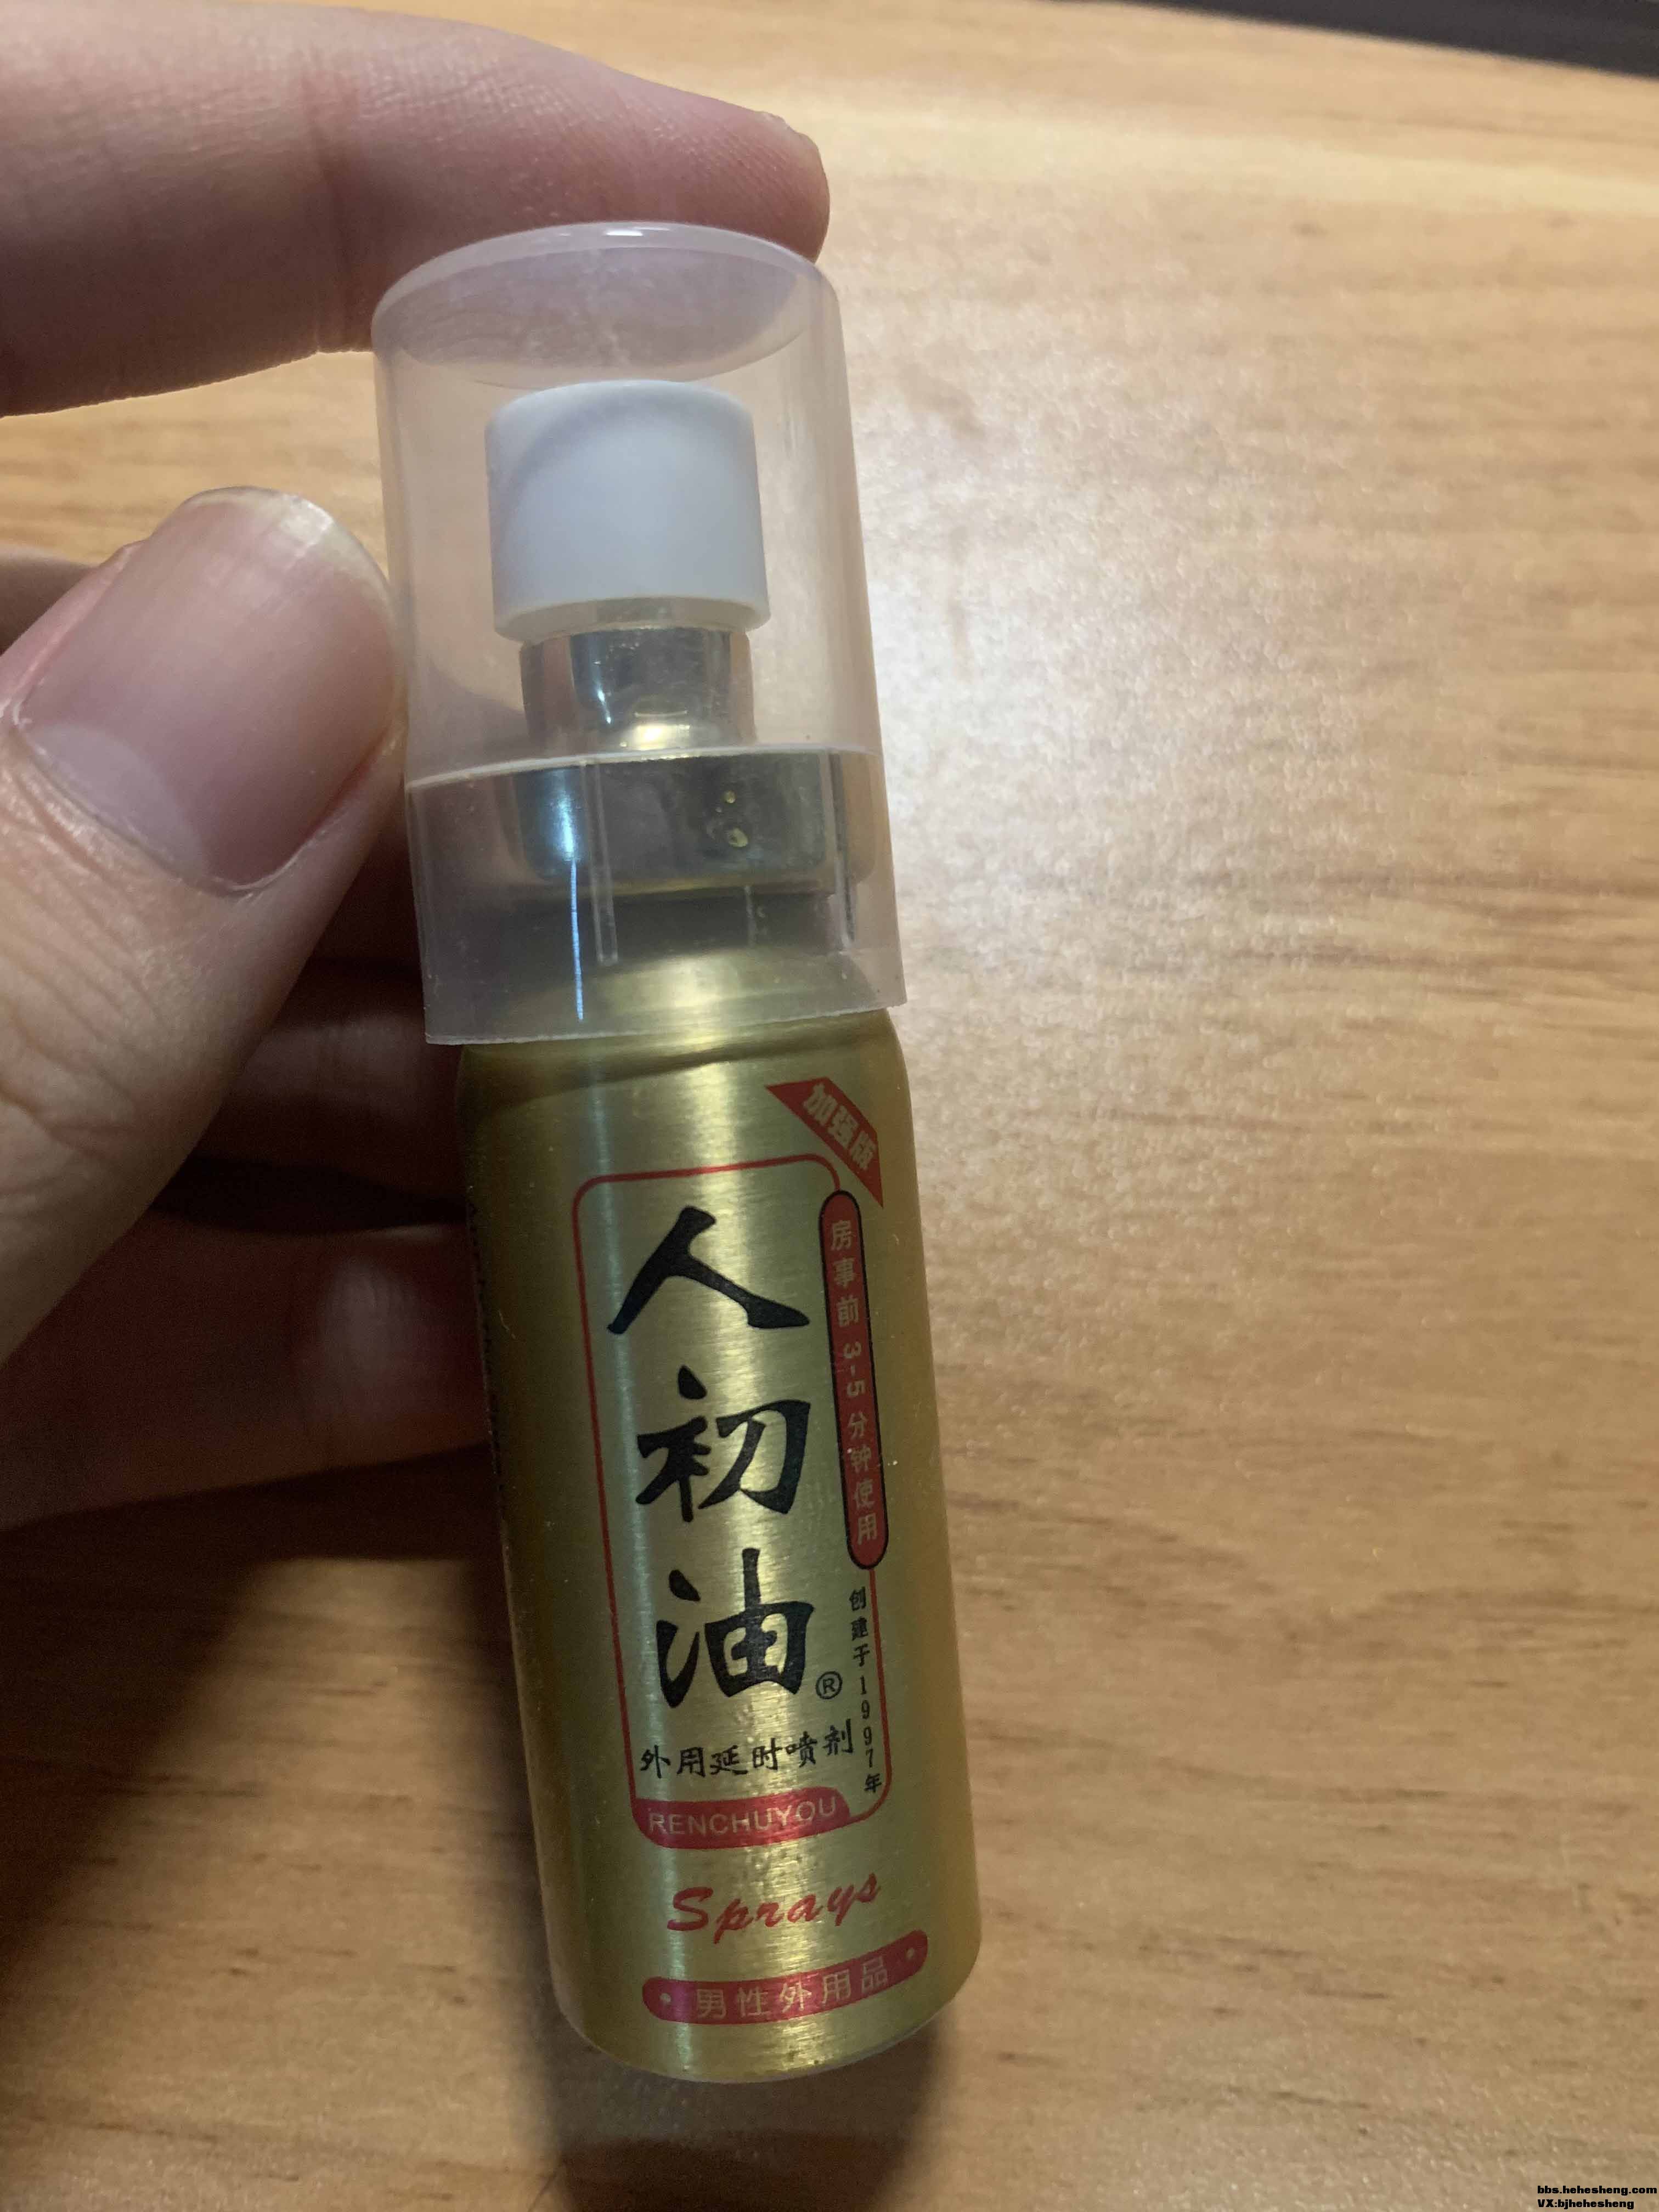 加强版
人初油®
房事前3-5分钟使用
创建于1997年
外用延时喷剂
RENCHUYOU
Sprays
·男性外用品·
bbs.hehesheng.com
VX:bjhehesheng